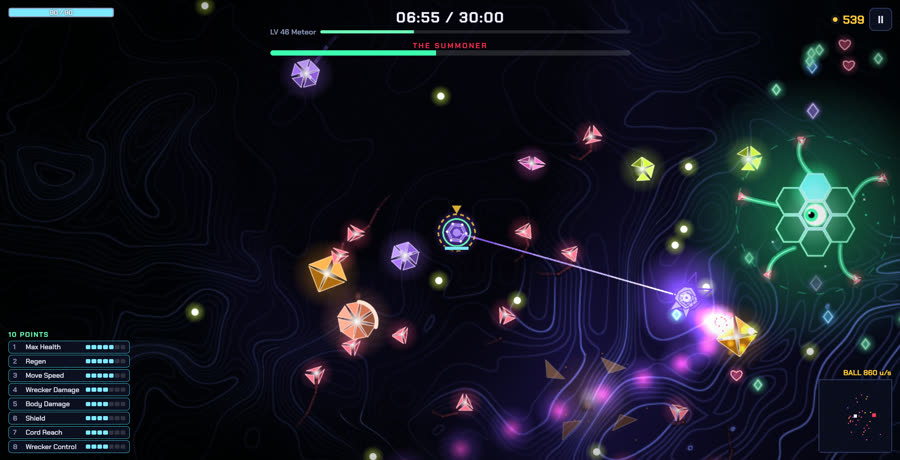 06:55 / 30:00
539
LV 46 Meteor
THE SUMMONER
10 POINTS
1 Max Health
2 Regen
3 Move Speed
4 Wrecker Damage
5 Body Damage
6 Shield
7 Cord Reach
8 Wrecker Control
BALL 860 u/s